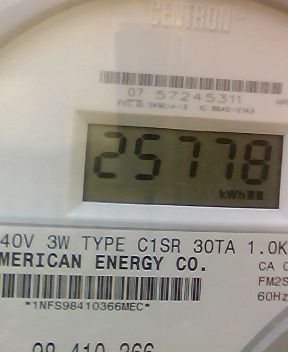 CENTRON
07 57245311
25778
kWh
40V 3W TYPE C1SR 30TA 1.0K
MERICAN ENERGY CO.
CA 0
FM2S
60Hz
*1NFS98410366MEC*
98 410 366